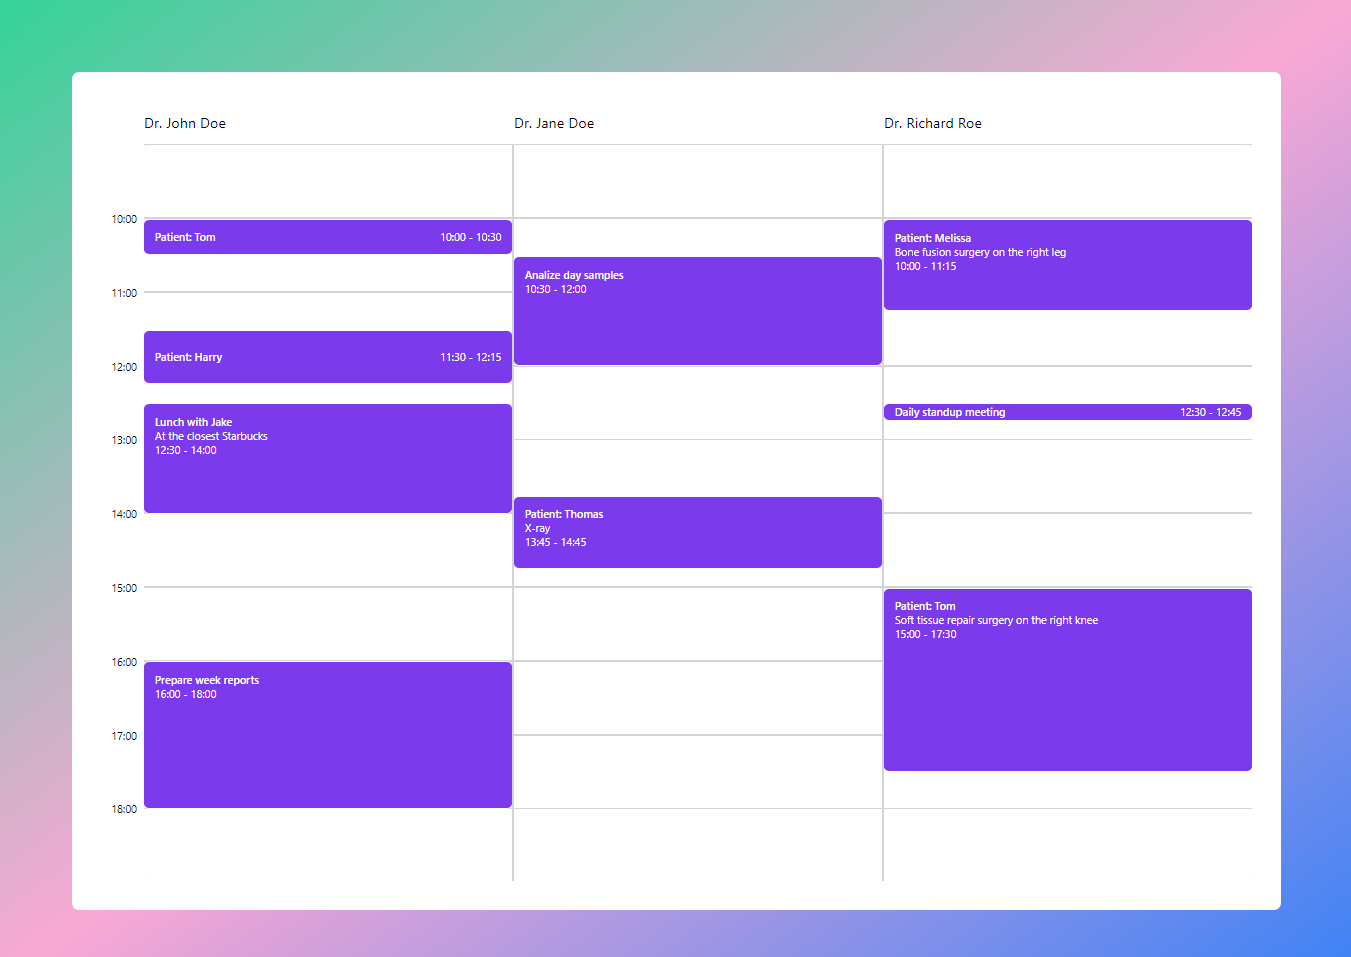 Dr. John Doe
Dr. Jane Doe
Dr. Richard Roe
10:00
Patient: Tom 10:00 - 10:30
Patient: Melissa
Bone fusion surgery on the right leg
10:00 - 11:15
Analize day samples
10:30 - 12:00
11:00
Patient: Harry 11:30 - 12:15
12:00
Lunch with Jake
At the closest Starbucks
12:30 - 14:00
Daily standup meeting 12:30 - 12:45
13:00
Patient: Thomas
X-ray
13:45 - 14:45
14:00
15:00
Patient: Tom
Soft tissue repair surgery on the right knee
15:00 - 17:30
16:00
Prepare week reports
16:00 - 18:00
17:00
18:00